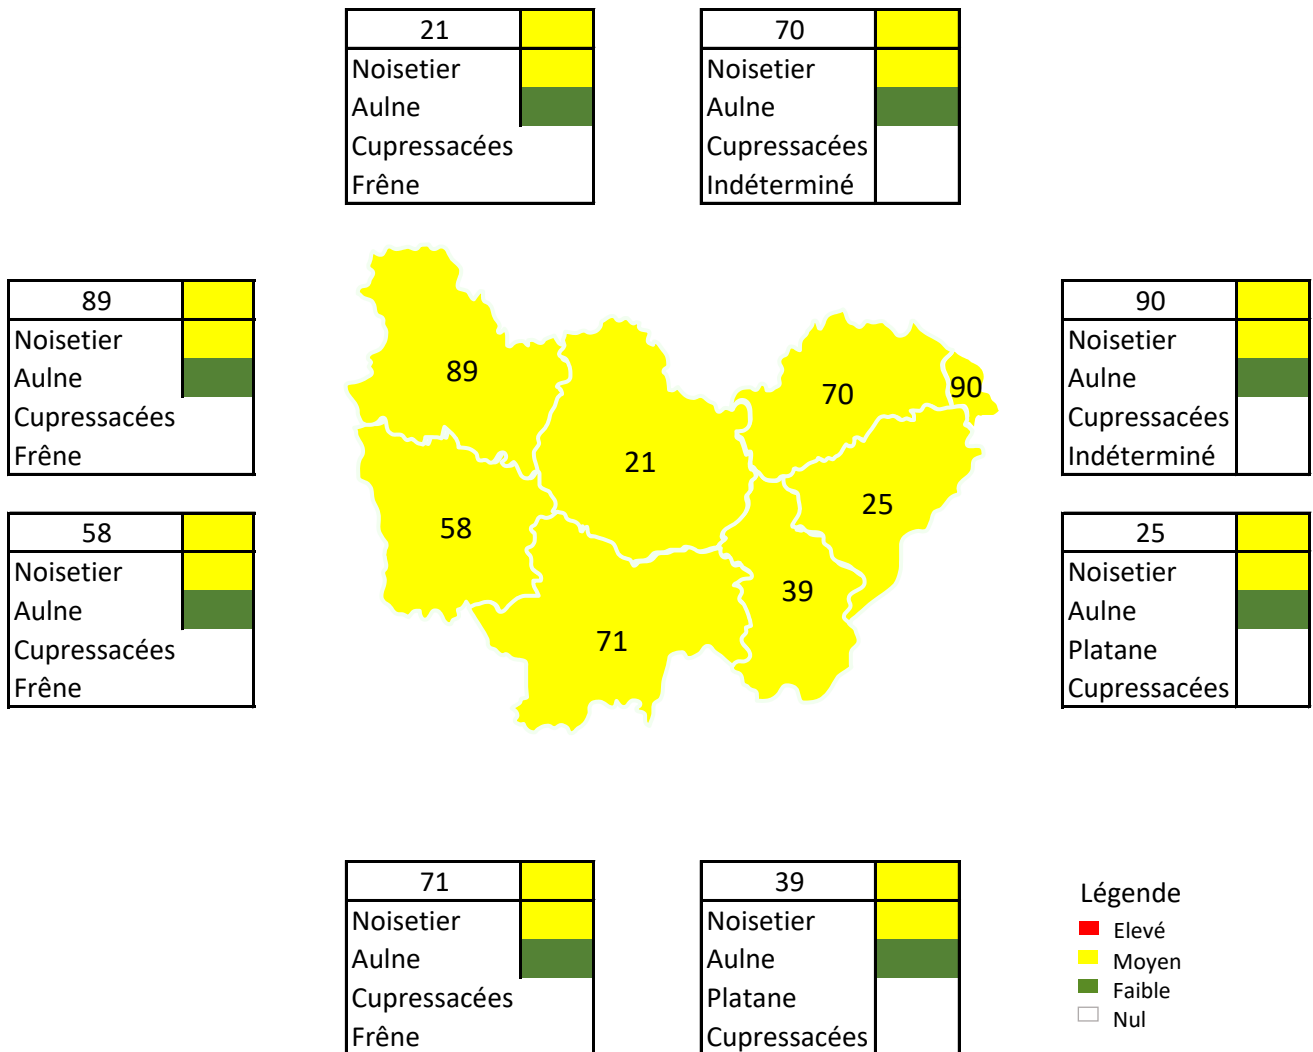 21
Noisetier
Aulne
Cupressacées
Frêne
70
Noisetier
Aulne
Cupressacées
Indéterminé
89
Noisetier
Aulne
Cupressacées
Frêne
58
Noisetier
Aulne
Cupressacées
Frêne
89
70
90
21
25
58
39
71
90
Noisetier
Aulne
Cupressacées
Indéterminé
25
Noisetier
Aulne
Platane
Cupressacées
71
Noisetier
Aulne
Cupressacées
Frêne
39
Noisetier
Aulne
Platane
Cupressacées
Légende
Elevé
Moyen
Faible
Nul